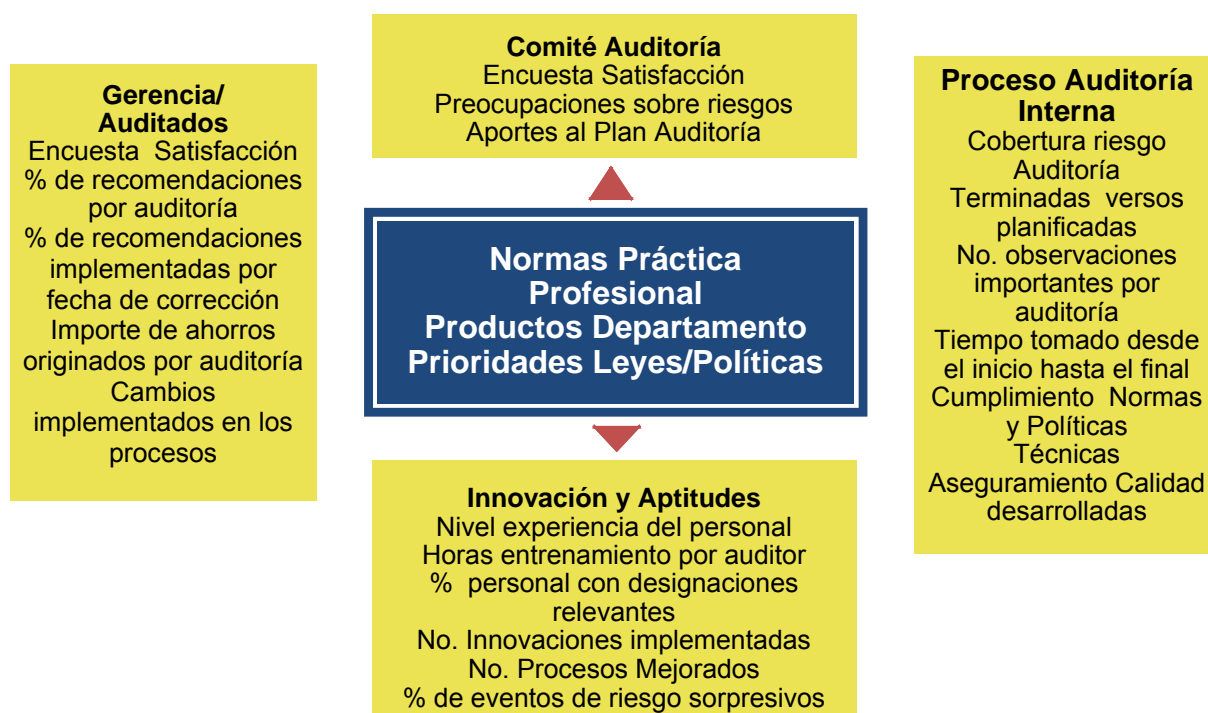 Comité Auditoría
Encuesta Satisfacción
Preocupaciones sobre riesgos
Aportes al Plan Auditoría
Gerencia/
Auditados
Encuesta Satisfacción
% de recomendaciones
por auditoría
% de recomendaciones
implementadas por
fecha de corrección
Importe de ahorros
originados por auditoría
Cambios
implementados en los
procesos
Normas Práctica
Profesional
Productos Departamento
Prioridades Leyes/Políticas
Proceso Auditoría
Interna
Cobertura riesgo
Auditoría
Terminadas versos
planificadas
No. observaciones
importantes por
auditoría
Tiempo tomado desde
el inicio hasta el final
Cumplimiento Normas
y Políticas
Técnicas
Aseguramiento Calidad
desarrolladas
Innovación y Aptitudes
Nivel experiencia del personal
Horas entrenamiento por auditor
% personal con designaciones
relevantes
No. Innovaciones implementadas
No. Procesos Mejorados
% de eventos de riesgo sorpresivos